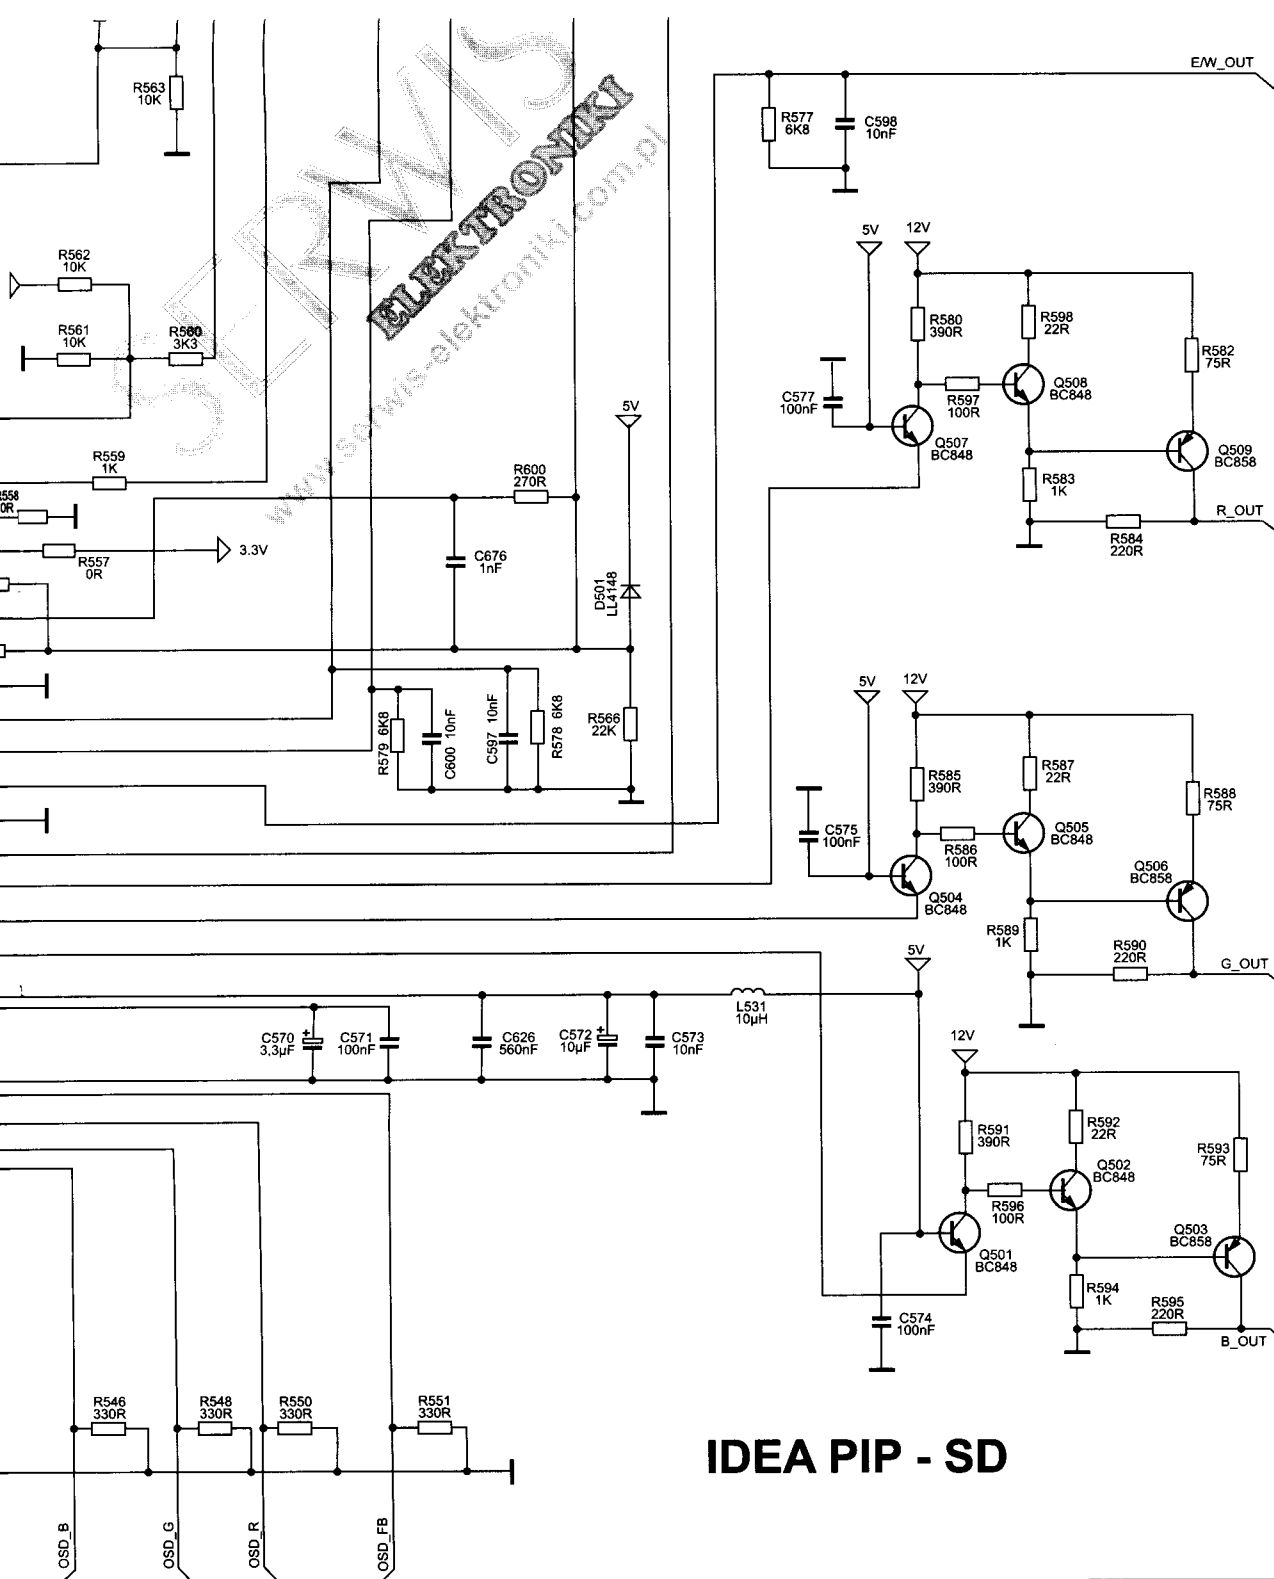 E/W_OUT
R563
10K
R577
6K8
C598
10nF
SERWIS
ELEKTRONIKI
www.serwis-elektroniki.com.pl
5V
12V
R562
10K
R561
10K
R560
3K3
R580
390R
R598
22R
R582
75R
C577
100nF
R597
100R
Q508
BC848
Q507
BC848
Q509
BC858
5V
R559
1K
R600
270R
R583
1K
R558
0R
R_OUT
R584
220R
R557
0R
3.3V
C676
1nF
D501
LL4148
5V
12V
R579 6K8
C600 10nF
C597 10nF
R578 6K8
R566
22K
R585
390R
R587
22R
R588
75R
C575
100nF
R586
100R
Q505
BC848
Q506
BC858
Q504
BC848
R589
1K
R590
220R
G_OUT
5V
L531
10µH
C570
3,3µF
+
C571
100nF
C626
560nF
C572
10µF
+
C573
10nF
12V
R591
390R
R592
22R
R593
75R
Q502
BC848
R596
100R
Q503
BC858
Q501
BC848
R594
1K
R595
220R
C574
100nF
B_OUT
R546
330R
R548
330R
R550
330R
R551
330R
IDEA PIP - SD
OSD_B
OSD_G
OSD_R
OSD_FB